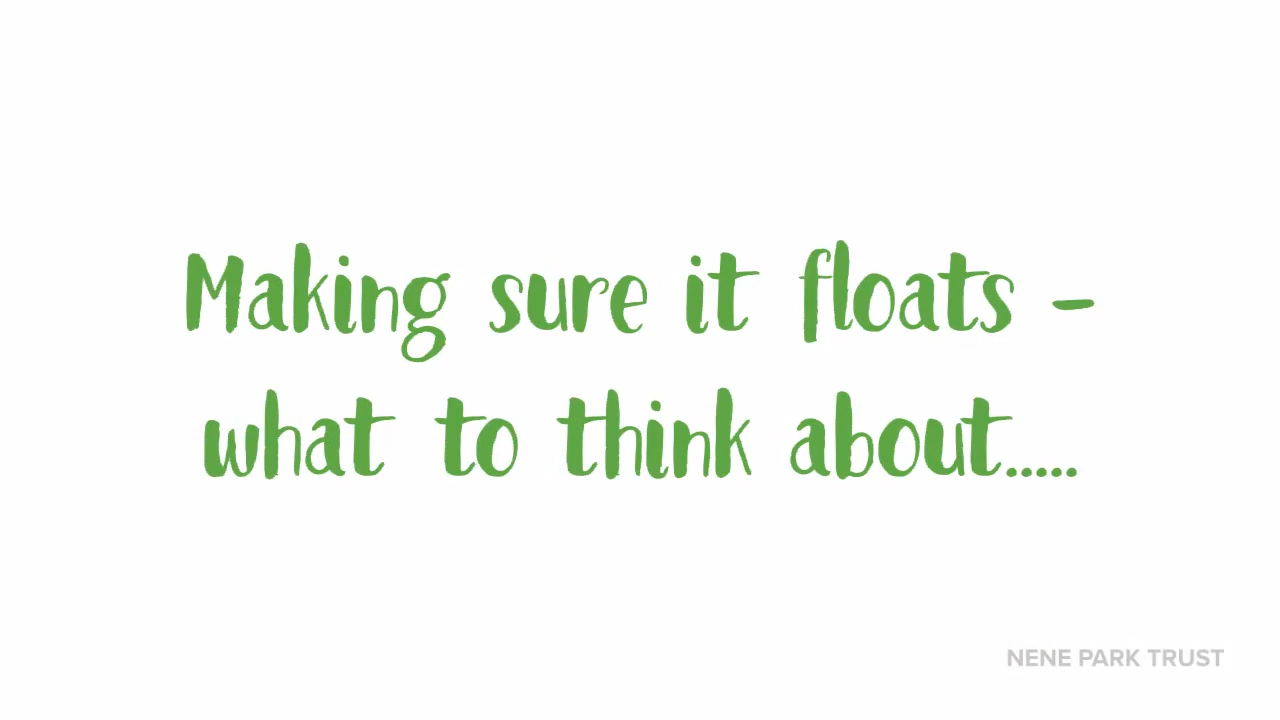 Making sure it floats -
what to think about.....
NENE PARK TRUST